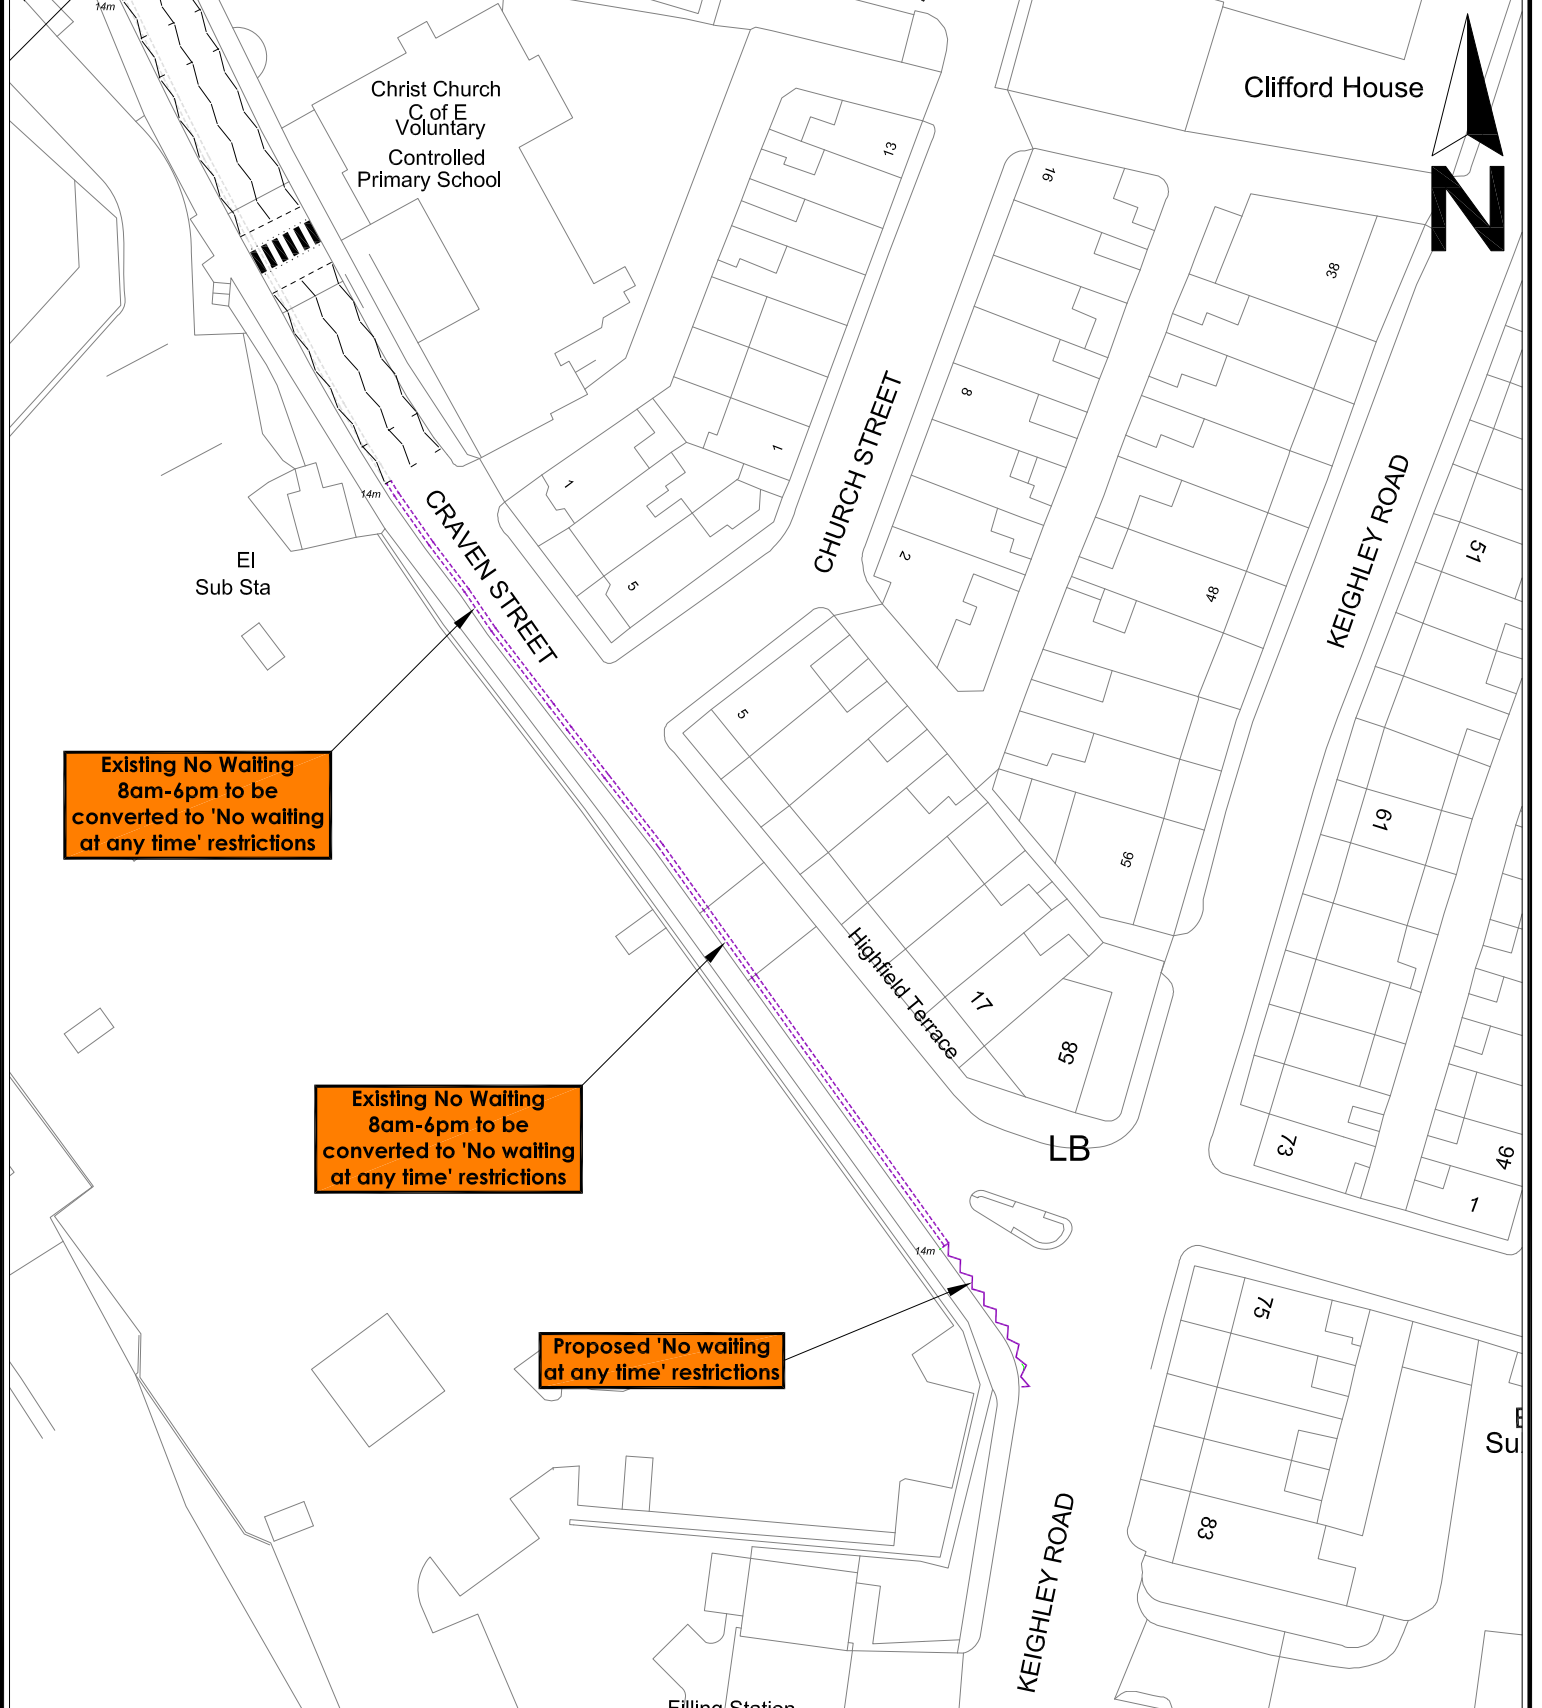 14m
Christ Church
C of E
Voluntary
Controlled
Primary School
Clifford House
N
13
16
38
8
1
1
CHURCH STREET
KEIGHLEY ROAD
14m
CRAVEN STREET
2
51
El
Sub Sta
5
48
5
Existing No Waiting
8am-6pm to be
converted to 'No waiting
at any time' restrictions
61
56
Highfield Terrace
17
58
Existing No Waiting
8am-6pm to be
converted to 'No waiting
at any time' restrictions
LB
73
46
1
14m
75
Proposed 'No waiting
at any time' restrictions
Su
83
KEIGHLEY ROAD
Filling Station